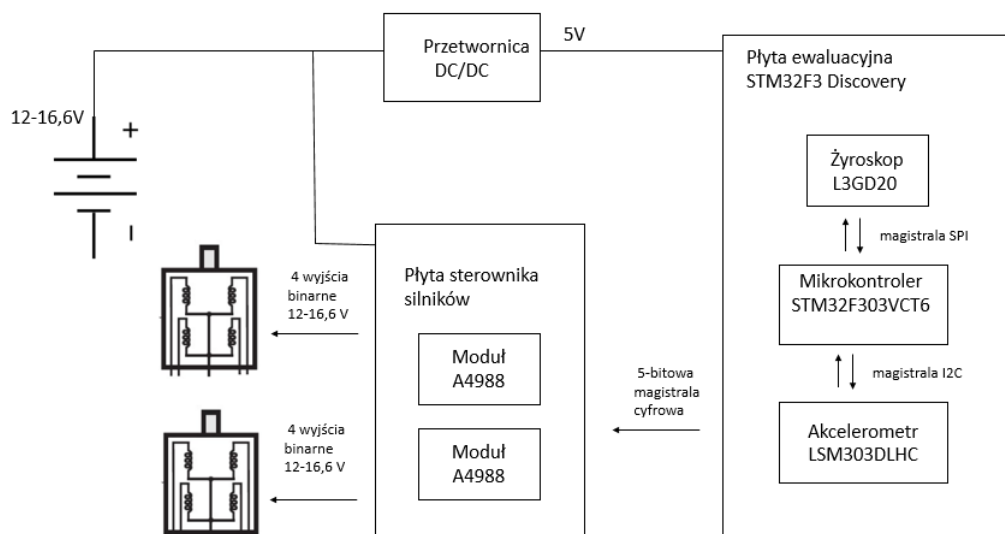 Przetwornica
DC/DC
5V
Płyta ewaluacyjna
STM32F3 Discovery
12-16,6V
+
-
Żyroskop
L3GD20
magistrala SPI
Mikrokontroler
STM32F303VCT6
magistrala I2C
Akcelerometr
LSM303DLHC
Płyta sterownika
silników
Moduł
A4988
Moduł
A4988
5-bitowa
magistrala
cyfrowa
4 wyjścia
binarne
12-16,6 V
4 wyjścia
binarne
12-16,6 V